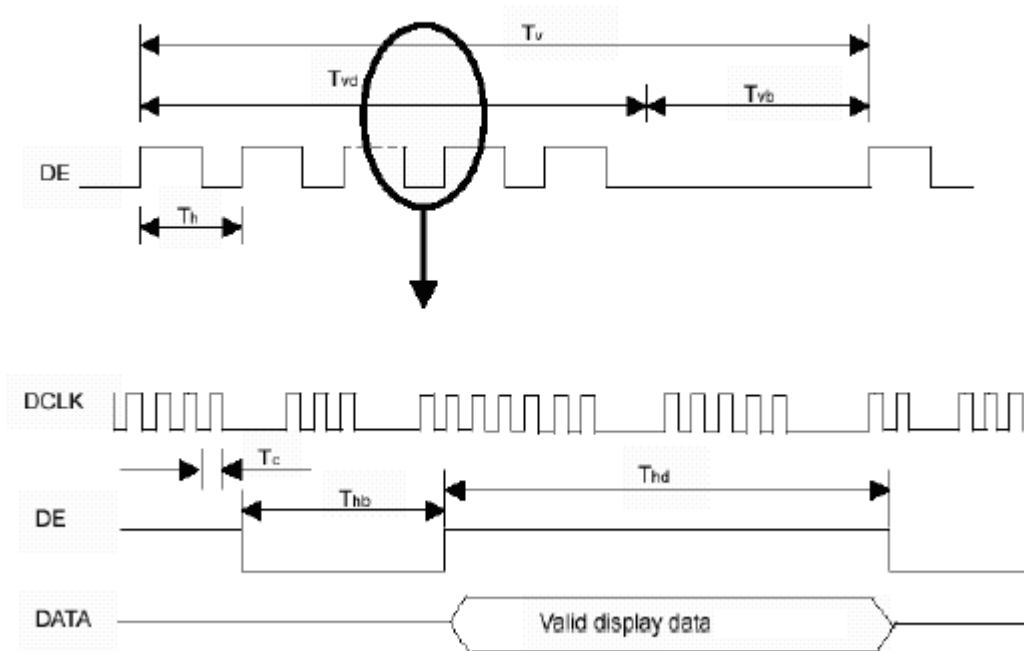 Tv
Tvd
Tvb
DE
Th
DCLK
Tc
Thd
Thb
DE
DATA
Valid display data